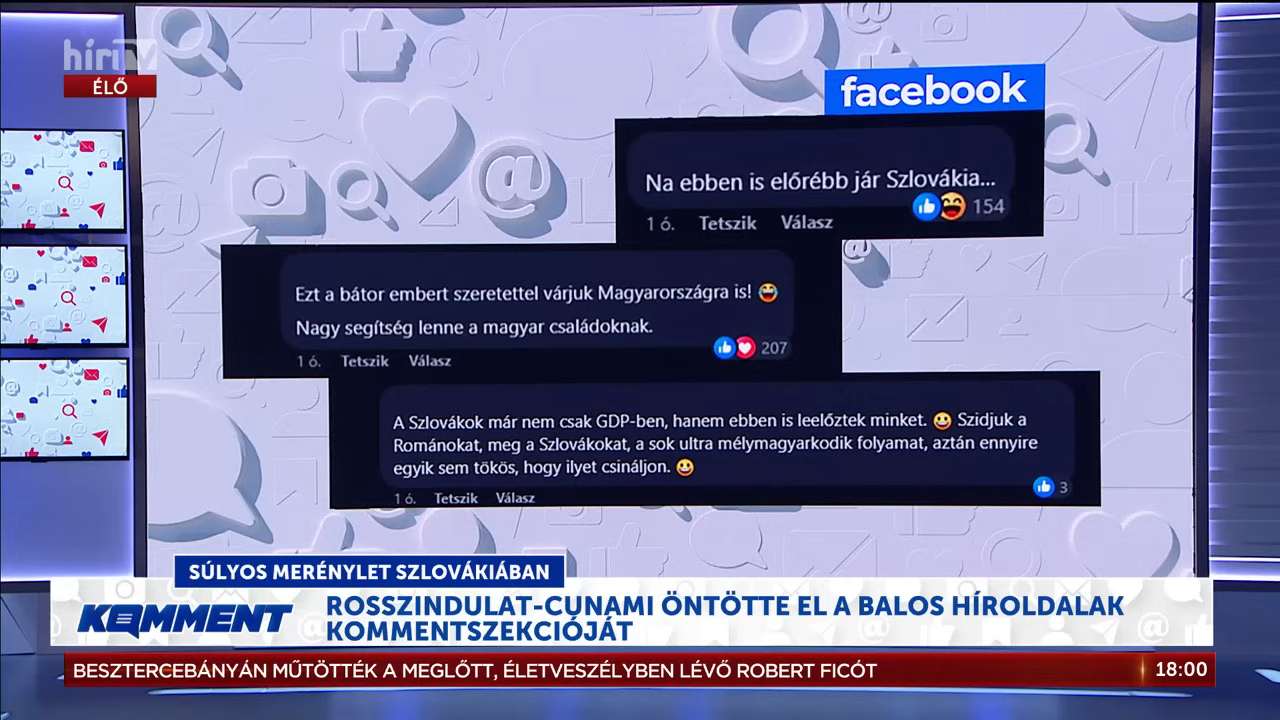 hírtv
ÉLŐ
facebook
Na ebben is előrébb jár Szlovákia...
154
1 ó. Tetszik Válasz
Ezt a bátor embert szeretettel várjuk Magyarországra is! 😂
Nagy segítség lenne a magyar családoknak.
207
1 ó. Tetszik Válasz
A Szlovákok már nem csak GDP-ben, hanem ebben is leelőztek minket. 😀 Szidjuk a
Románokat, meg a Szlovákokat, a sok ultra mélymagyarkodik folyamat, aztán ennyire
egyik sem tökös, hogy ilyet csináljon. 😀
3
1 ó. Tetszik Válasz
SÚLYOS MERÉNYLET SZLOVÁKIÁBAN
KOMMENT
ROSSZINDULAT-CUNAMI ÖNTÖTTE EL A BALOS HÍROLDALAK
KOMMENTSZEKCIÓJÁT
BESZTERCEBÁNYÁN MŰTÖTTÉK A MEGLŐTT, ÉLETVESZÉLYBEN LÉVŐ ROBERT FICÓT
18:00